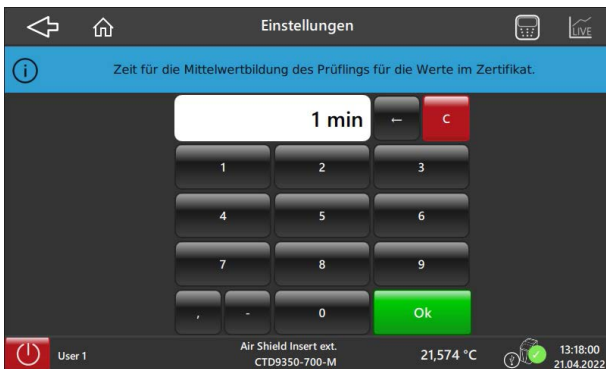 Einstellungen
LIVE
Zeit für die Mittelwertbildung des Prüflings für die Werte im Zertifikat.
1 min ← C
1 2 3
4 5 6
7 8 9
, - 0 Ok
User 1
Air Shield Insert ext.
CTD9350-700-M
21,574 °C
13:18:00
21.04.2022